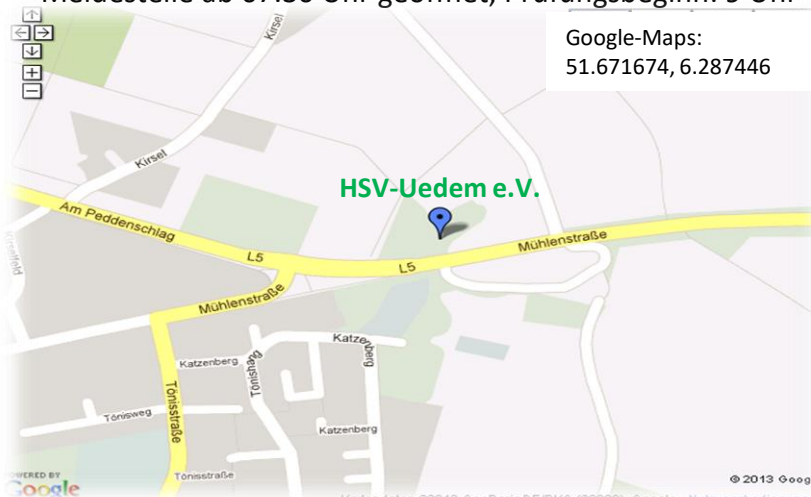 Meldestelle ab 07.30 Uhr geöffnet, Prüfungsbeginn: 9 Uhr
Google-Maps:
51.671674, 6.287446
Kirsel
Kirsel
HSV-Uedem e.V.
Am Peddenschlag
L5
L5
Mühlenstraße
Mühlenstraße
Katzenberg
Katzenberg
Tönishang
Tönisstraße
Tönisweg
Katzenberg
Tönisstraße
POWERED BY
Google
©2013 Goog